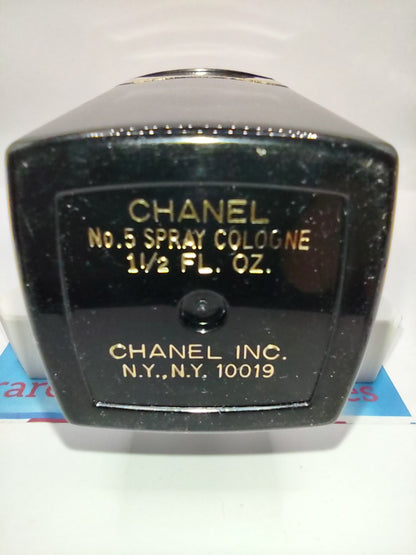 CHANEL
No.5 SPRAY COLOGNE
1 1/2 FL. OZ.
CHANEL INC.
N.Y., N.Y. 10019